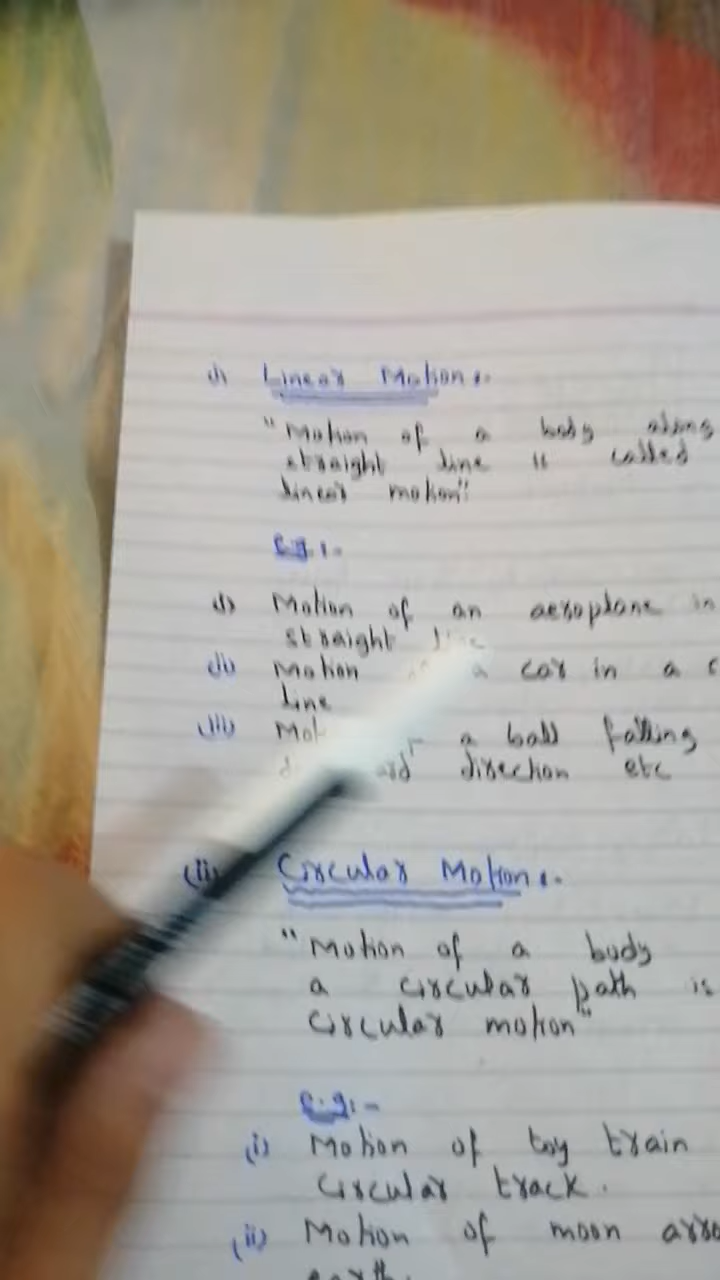 (i) Linear Motion:-
"Motion of a body along
straight line is called
linear motion"
e.g:-
(i) Motion of an aeroplane in
straight line
(ii) Motion a car in a
line
(iii) a ball falling
direction etc
(ii) Circular Motion:-
"Motion of a body
a circular path is
circular motion"
e.g:-
(i) Motion of toy train
circular track.
(ii) Motion of moon
earth.